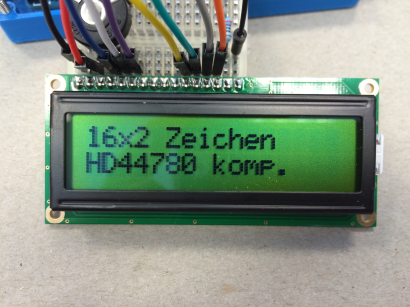 16x2 Zeichen
HD44780 komp.